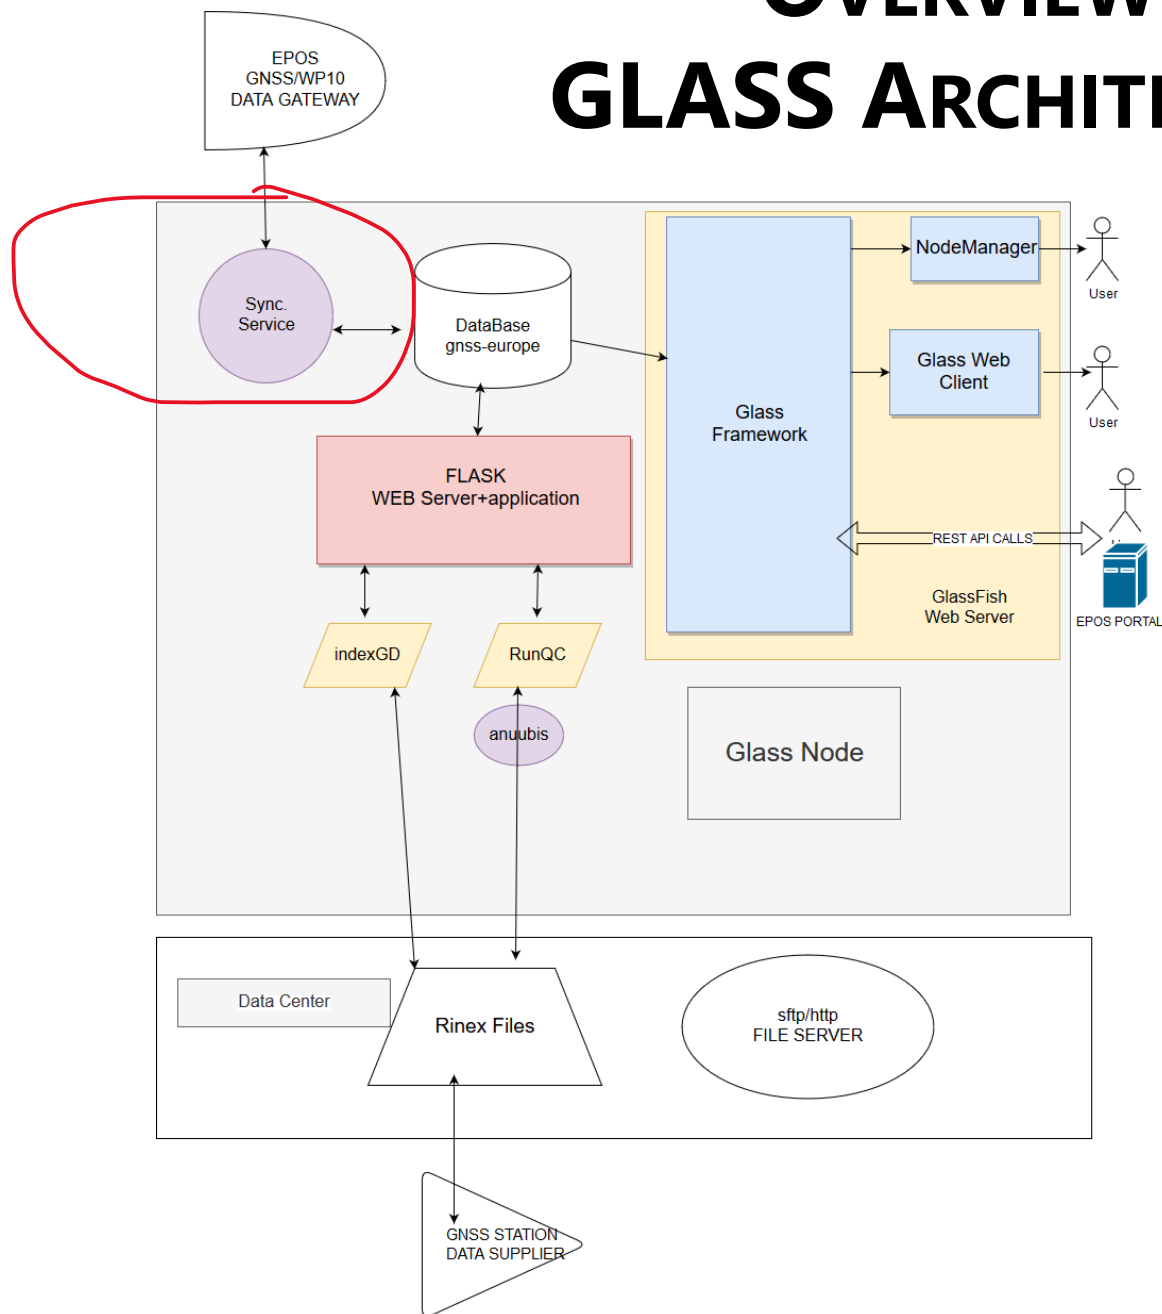 OVERVIEW
GLASS ARCHITE
EPOS
GNSS/WP10
DATA GATEWAY
Sync.
Service
DataBase
gnss-europe
Glass
Framework
NodeManager
User
Glass Web
Client
User
FLASK
WEB Server+application
REST API CALLS
GlassFish
Web Server
EPOS PORTAL
indexGD
RunQC
anuubis
Glass Node
Data Center
Rinex Files
sftp/http
FILE SERVER
GNSS STATION
DATA SUPPLIER